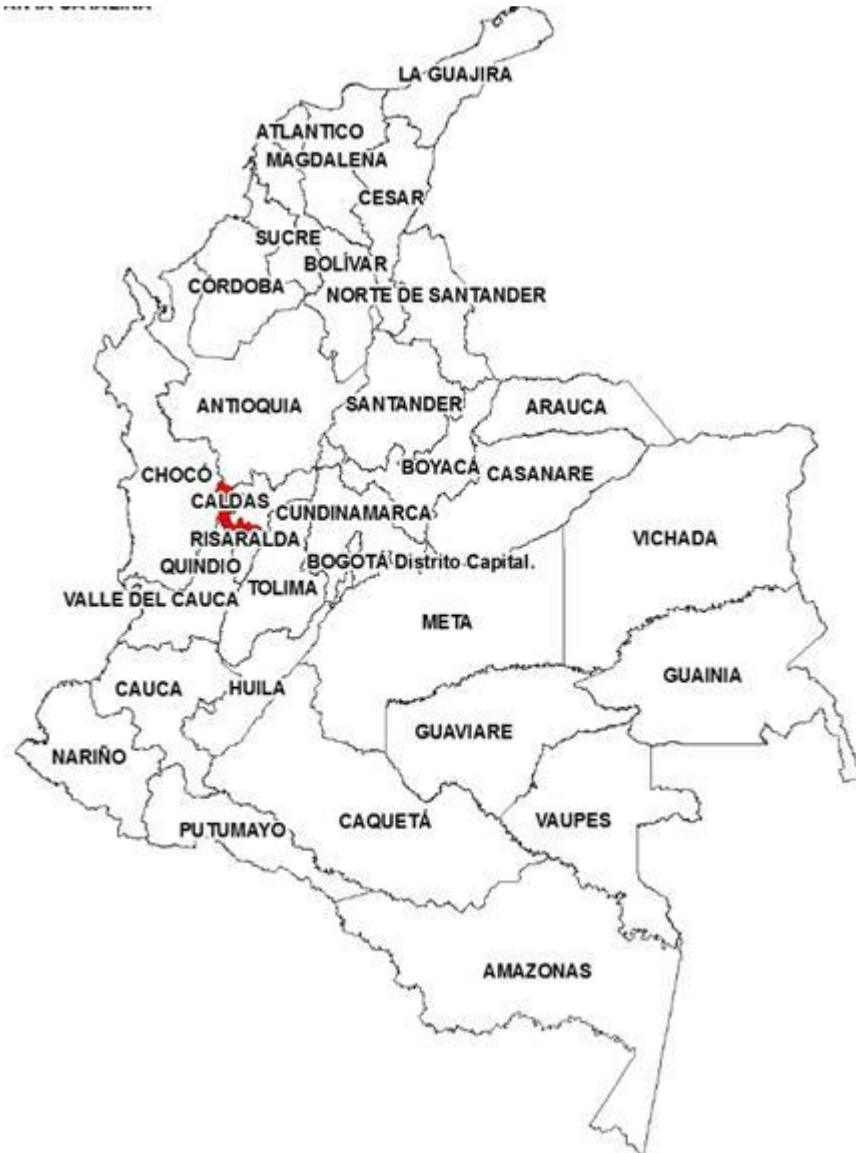 LA GUAJIRA
ATLANTICO
MAGDALENA
CESAR
SUCRE
BOLÍVAR
CÓRDOBA
NORTE DE SANTANDER
ANTIOQUIA
SANTANDER
ARAUCA
CHOCÓ
BOYACÁ
CASANARE
CALDAS
CUNDINAMARCA
RISARALDA
VICHADA
QUINDIO
BOGOTÁ Distrito Capital.
TOLIMA
VALLE DEL CAUCA
META
CAUCA
HUILA
GUAINIA
GUAVIARE
NARIÑO
PUTUMAYO
CAQUETÁ
VAUPES
AMAZONAS